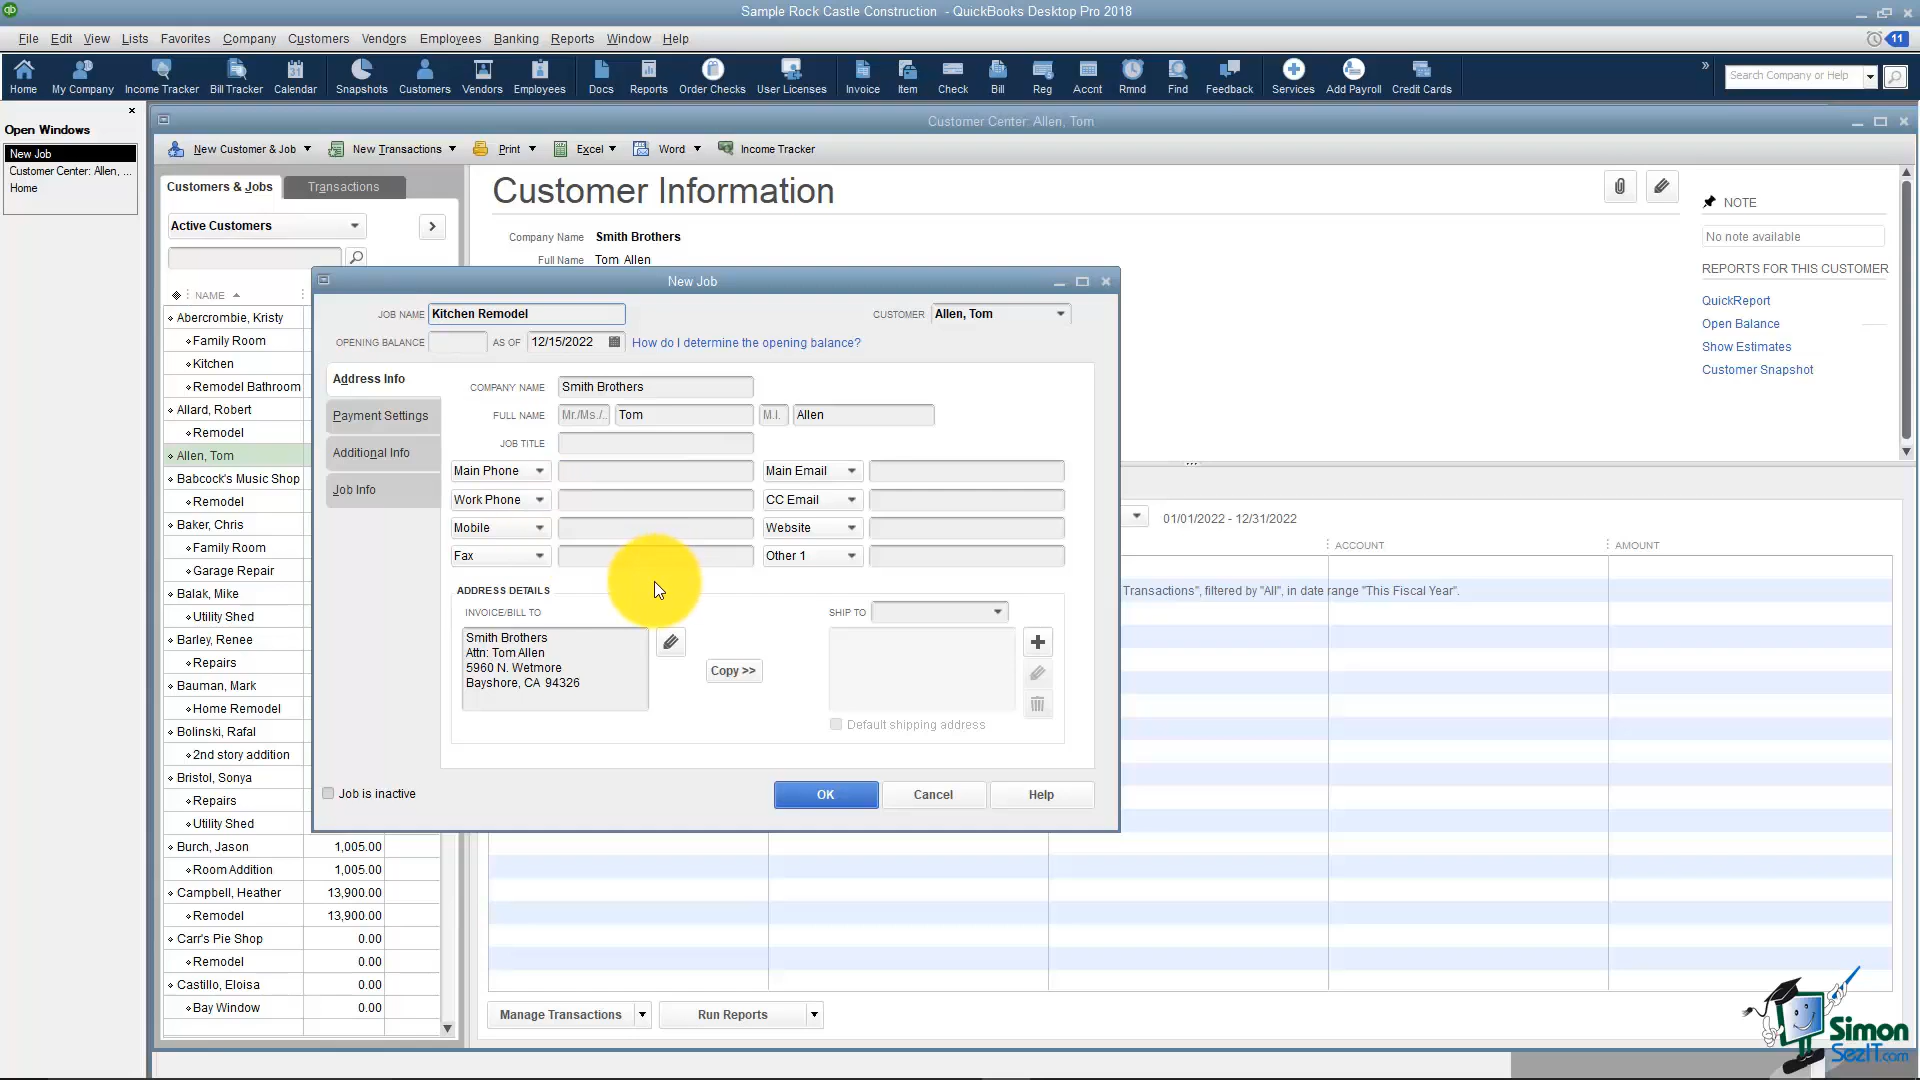 Sample Rock Castle Construction - QuickBooks Desktop Pro 2018
File Edit View Lists Favorites Company Customers Vendors Employees Banking Reports Window Help
11
Home My Company Income Tracker Bill Tracker Calendar Snapshots Customers Vendors Employees Docs Reports Order Checks User Licenses Invoice Item Check Bill Reg Accnt Rmnd Find Feedback Services Add Payroll Credit Cards
Search Company or Help
Open Windows
New Job
Customer Center: Allen, ...
Home
Customer Center: Allen, Tom
New Customer & Job New Transactions Print Excel Word Income Tracker
Customers & Jobs Transactions
Active Customers
NAME
Abercrombie, Kristy
Family Room
Kitchen
Remodel Bathroom
Allard, Robert
Remodel
Allen, Tom
Babcock's Music Shop
Remodel
Baker, Chris
Family Room
Garage Repair
Balak, Mike
Utility Shed
Barley, Renee
Repairs
Bauman, Mark
Home Remodel
Bolinski, Rafal
2nd story addition
Bristol, Sonya
Repairs
Utility Shed
Burch, Jason 1,005.00
Room Addition 1,005.00
Campbell, Heather 13,900.00
Remodel 13,900.00
Carr's Pie Shop 0.00
Remodel 0.00
Castillo, Eloisa 0.00
Bay Window 0.00
Customer Information
Company Name Smith Brothers
Full Name Tom Allen
NOTE
No note available
REPORTS FOR THIS CUSTOMER
QuickReport
Open Balance
Show Estimates
Customer Snapshot
New Job
JOB NAME Kitchen Remodel CUSTOMER Allen, Tom
OPENING BALANCE AS OF 12/15/2022 How do I determine the opening balance?
Address Info
Payment Settings
Additional Info
Job Info
COMPANY NAME Smith Brothers
FULL NAME Mr./Ms./.. Tom M.I. Allen
JOB TITLE
Main Phone Main Email
Work Phone CC Email
Mobile Website
Fax Other 1
ADDRESS DETAILS
INVOICE/BILL TO SHIP TO
Smith Brothers
Attn: Tom Allen
5960 N. Wetmore
Bayshore, CA 94326
Copy >>
Default shipping address
Job is inactive
OK Cancel Help
01/01/2022 - 12/31/2022
ACCOUNT AMOUNT
Transactions", filtered by "All", in date range "This Fiscal Year".
Manage Transactions Run Reports
Simon
SezIT.com